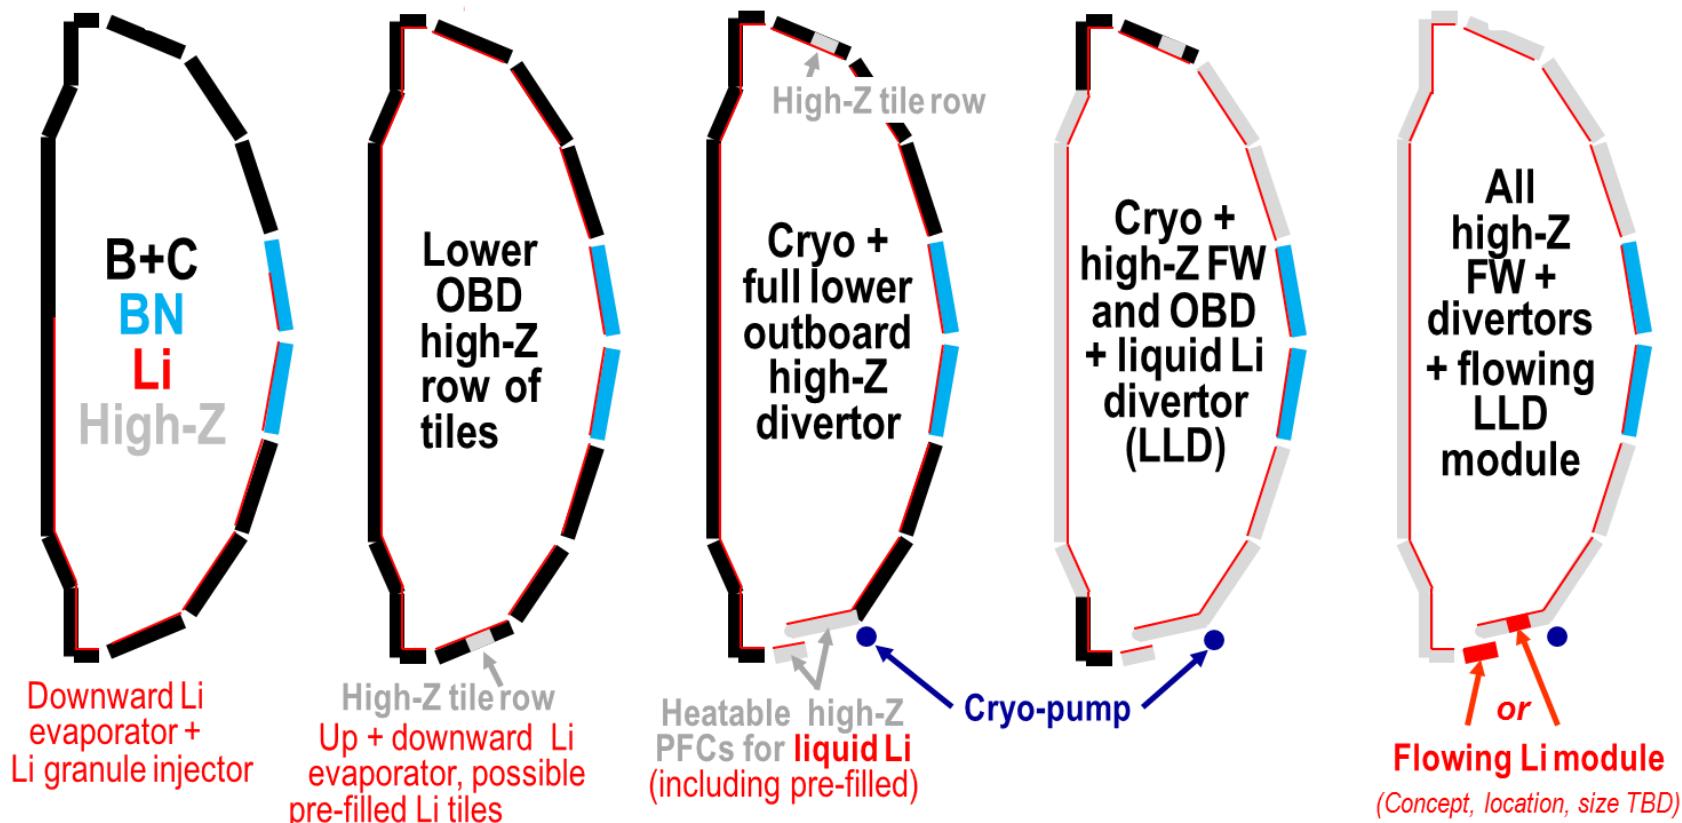 B+C
BN
Li
High-Z
Downward Li
evaporator +
Li granule injector
Lower
OBD
high-Z
row of
tiles
High-Z tile row
Up + downward Li
evaporator, possible
pre-filled Li tiles
High-Z tile row
Cryo +
full lower
outboard
high-Z
divertor
Heatable high-Z
PFCs for liquid Li
(including pre-filled)
Cryo-pump
Cryo +
high-Z FW
and OBD
+ liquid Li
divertor
(LLD)
All
high-Z
FW +
divertors
+ flowing
LLD
module
or
Flowing Li module
(Concept, location, size TBD)